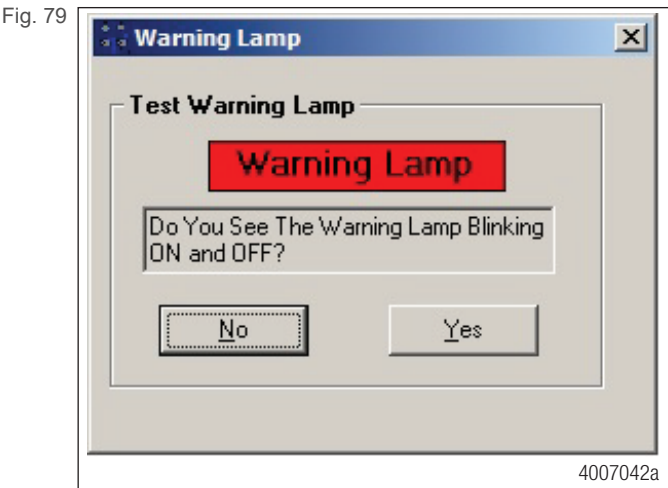 Fig. 79
Warning Lamp
Test Warning Lamp
Warning Lamp
Do You See The Warning Lamp Blinking
ON and OFF?
No
Yes
4007042a